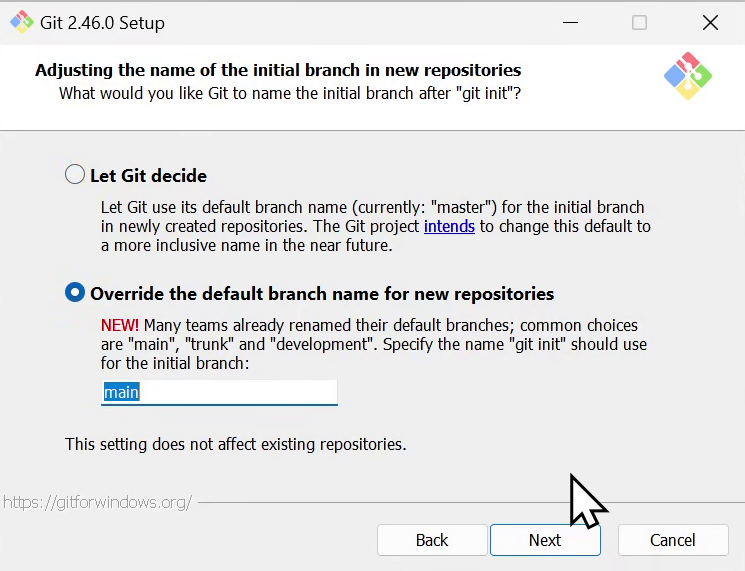 Git 2.46.0 Setup
Adjusting the name of the initial branch in new repositories
What would you like Git to name the initial branch after "git init"?
Let Git decide
Let Git use its default branch name (currently: "master") for the initial branch
in newly created repositories. The Git project intends to change this default to
a more inclusive name in the near future.
Override the default branch name for new repositories
NEW! Many teams already renamed their default branches; common choices
are "main", "trunk" and "development". Specify the name "git init" should use
for the initial branch:
main
This setting does not affect existing repositories.
https://gitforwindows.org/
Back Next Cancel